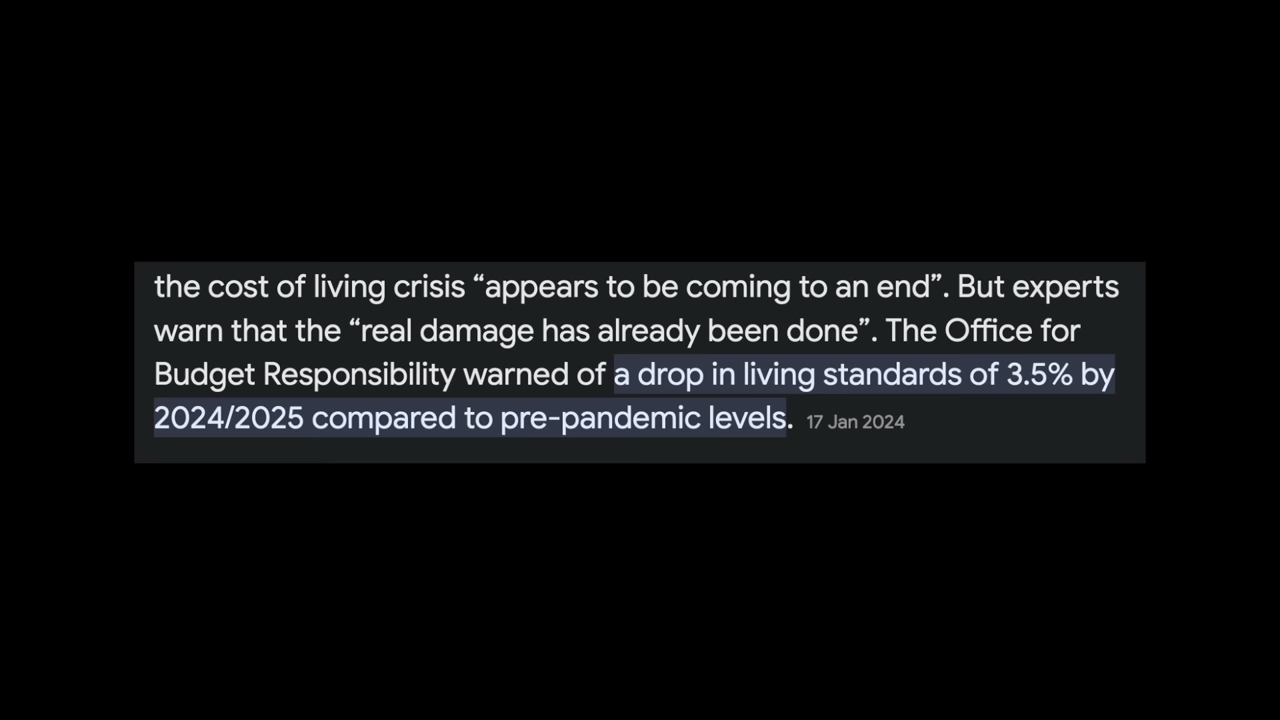 the cost of living crisis “appears to be coming to an end”. But experts
warn that the “real damage has already been done”. The Office for
Budget Responsibility warned of a drop in living standards of 3.5% by
2024/2025 compared to pre-pandemic levels. 17 Jan 2024